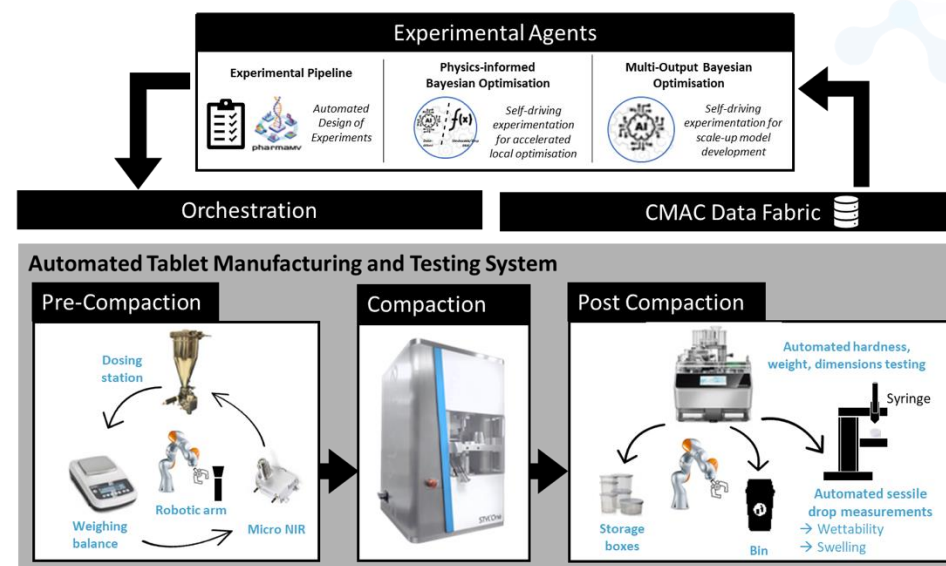 Experimental Agents
Experimental Pipeline
Automated
Design of
Experiments
pharmaMV
Physics-informed
Bayesian Optimisation
f(x)
Self-driving
experimentation
for accelerated
local optimisation
Multi-Output Bayesian
Optimisation
AI
Self-driving
experimentation for
scale-up model
development
Orchestration
CMAC Data Fabric
Automated Tablet Manufacturing and Testing System
Pre-Compaction
Dosing
station
Robotic arm
Weighing
balance
Micro NIR
Compaction
STYL'One
Post Compaction
Automated hardness,
weight, dimensions testing
Syringe
Storage
boxes
Bin
Automated sessile
drop measurements
→ Wettability
→ Swelling